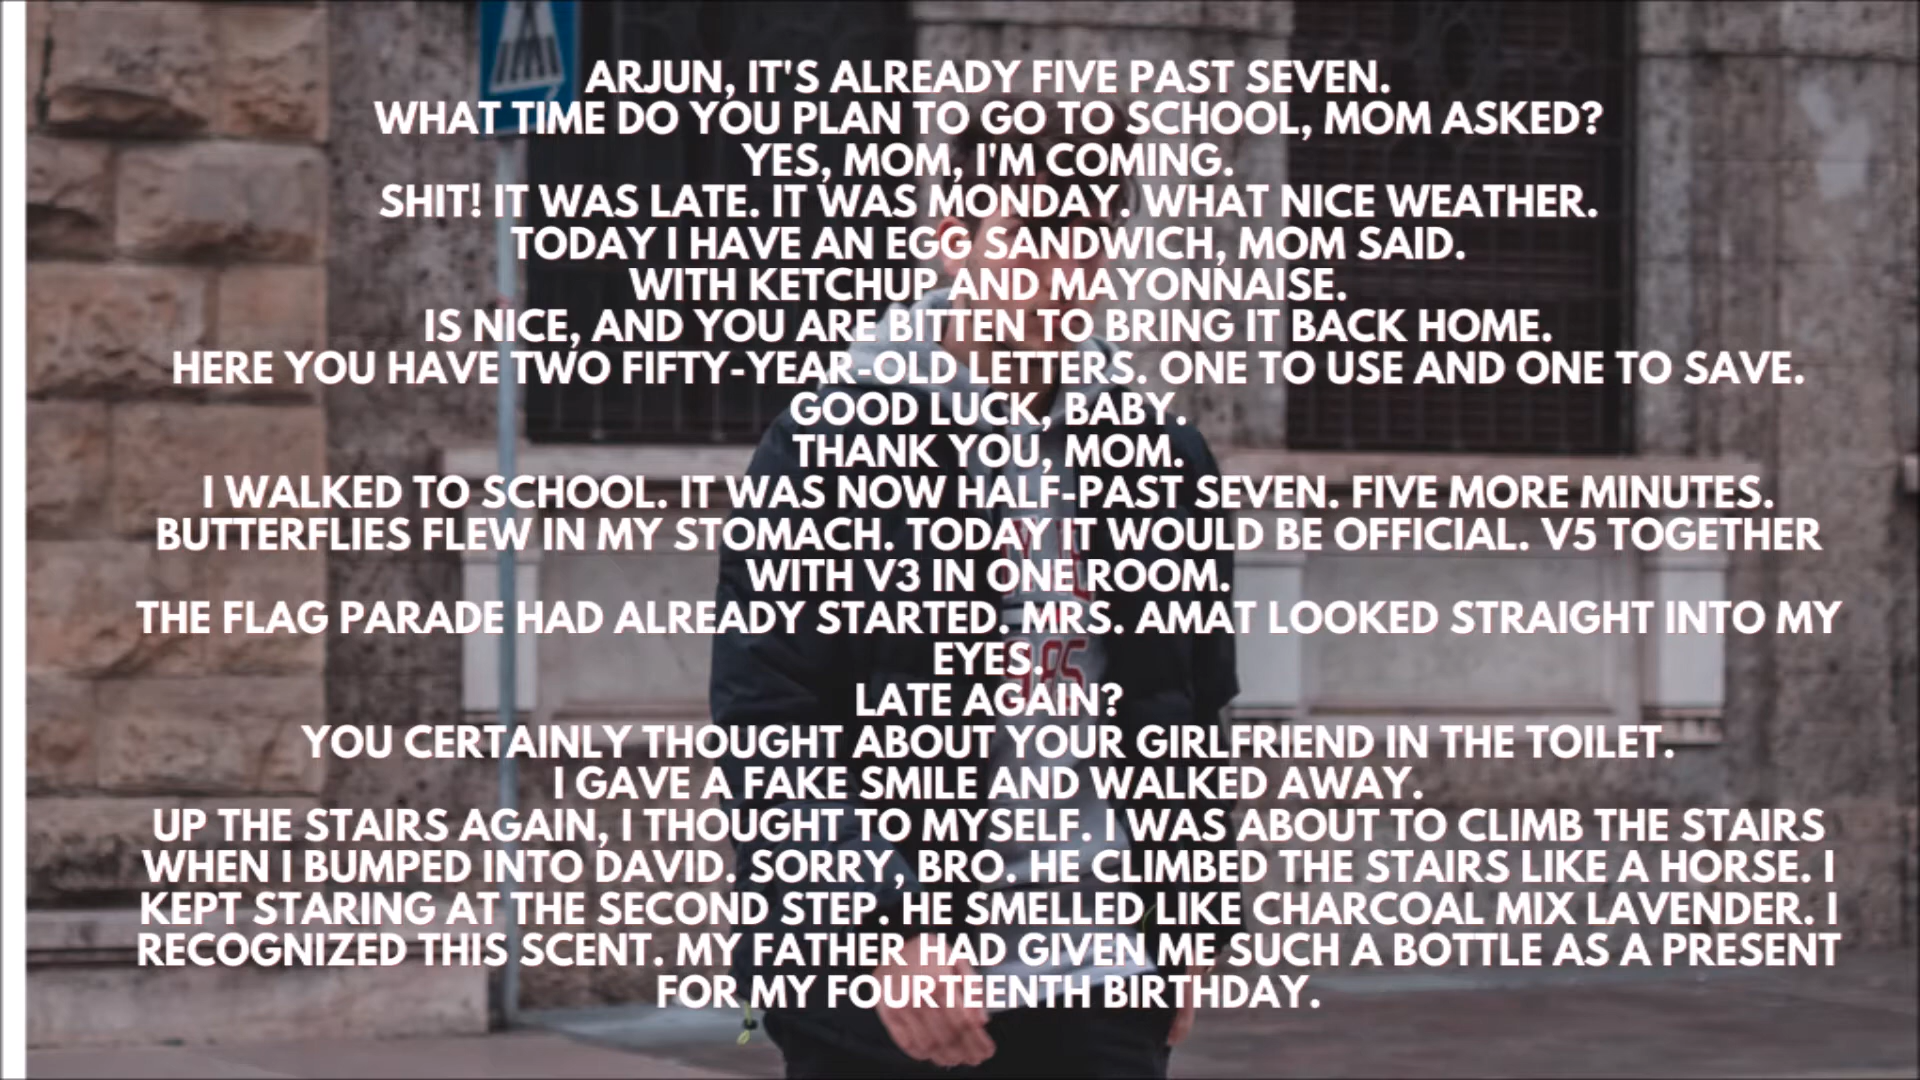 ARJUN, IT'S ALREADY FIVE PAST SEVEN.
WHAT TIME DO YOU PLAN TO GO TO SCHOOL, MOM ASKED?
YES, MOM, I'M COMING.
SHIT! IT WAS LATE. IT WAS MONDAY. WHAT NICE WEATHER.
TODAY I HAVE AN EGG SANDWICH, MOM SAID.
WITH KETCHUP AND MAYONNAISE.
IS NICE, AND YOU ARE BITTEN TO BRING IT BACK HOME.
HERE YOU HAVE TWO FIFTY-YEAR-OLD LETTERS. ONE TO USE AND ONE TO SAVE.
GOOD LUCK, BABY.
THANK YOU, MOM.
I WALKED TO SCHOOL. IT WAS NOW HALF-PAST SEVEN. FIVE MORE MINUTES.
BUTTERFLIES FLEW IN MY STOMACH. TODAY IT WOULD BE OFFICIAL. V5 TOGETHER
WITH V3 IN ONE ROOM.
THE FLAG PARADE HAD ALREADY STARTED. MRS. AMAT LOOKED STRAIGHT INTO MY
EYES.
LATE AGAIN?
YOU CERTAINLY THOUGHT ABOUT YOUR GIRLFRIEND IN THE TOILET.
I GAVE A FAKE SMILE AND WALKED AWAY.
UP THE STAIRS AGAIN, I THOUGHT TO MYSELF. I WAS ABOUT TO CLIMB THE STAIRS
WHEN I BUMPED INTO DAVID. SORRY, BRO. HE CLIMBED THE STAIRS LIKE A HORSE. I
KEPT STARING AT THE SECOND STEP. HE SMELLED LIKE CHARCOAL MIX LAVENDER. I
RECOGNIZED THIS SCENT. MY FATHER HAD GIVEN ME SUCH A BOTTLE AS A PRESENT
FOR MY FOURTEENTH BIRTHDAY.